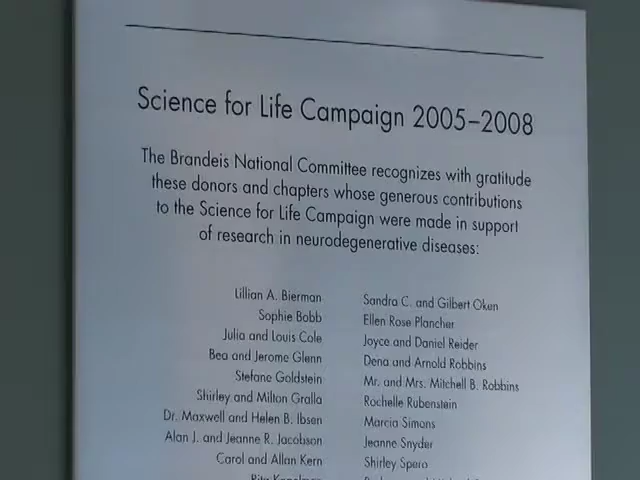 Science for Life Campaign 2005–2008
The Brandeis National Committee recognizes with gratitude
these donors and chapters whose generous contributions
to the Science for Life Campaign were made in support
of research in neurodegenerative diseases:
Lillian A. Bierman
Sophie Bobb
Julia and Louis Cole
Bea and Jerome Glenn
Stefane Goldstein
Shirley and Milton Gralla
Dr. Maxwell and Helen B. Ibsen
Alan J. and Jeanne R. Jacobson
Carol and Allan Kern
Sandra C. and Gilbert Oken
Ellen Rose Plancher
Joyce and Daniel Reider
Dena and Arnold Robbins
Mr. and Mrs. Mitchell B. Robbins
Rochelle Rubenstein
Marcia Simons
Jeanne Snyder
Shirley Spero